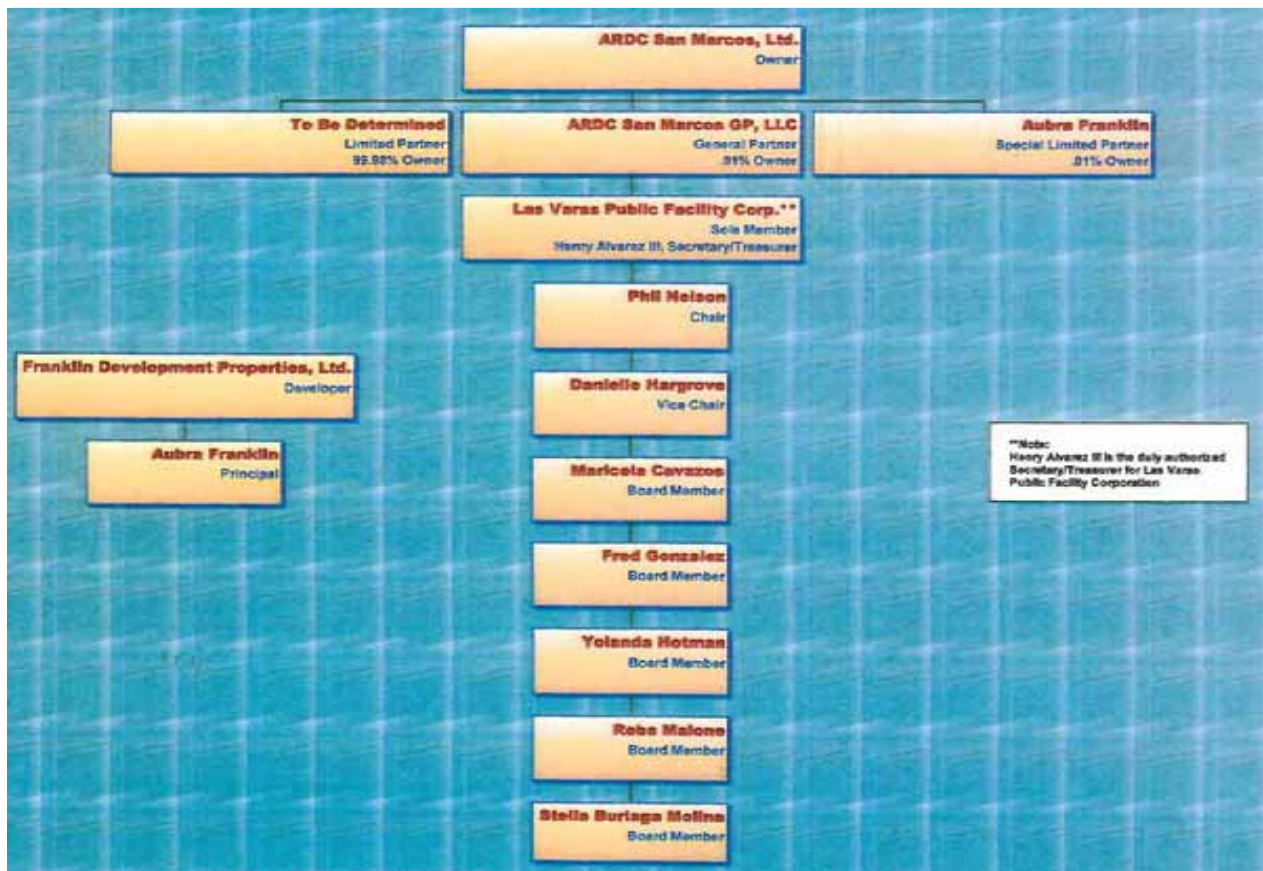 ARDC San Marcos, Ltd.
Owner
To Be Determined
Limited Partner
99.98% Owner
ARDC San Marcos GP, LLC
General Partner
.01% Owner
Aubra Franklin
Special Limited Partner
.01% Owner
Las Varas Public Facility Corp.**
Sole Member
Henry Alvarez III, Secretary/Treasurer
Phil Nelson
Chair
Franklin Development Properties, Ltd.
Developer
Aubra Franklin
Principal
Danielle Hargrove
Vice Chair
Maricela Cavazos
Board Member
**Note:
Henry Alvarez III is the duly authorized
Secretary/Treasurer for Las Varas
Public Facility Corporation
Fred Gonzalez
Board Member
Yolanda Hotman
Board Member
Reba Malone
Board Member
Stella Burlaga Molina
Board Member